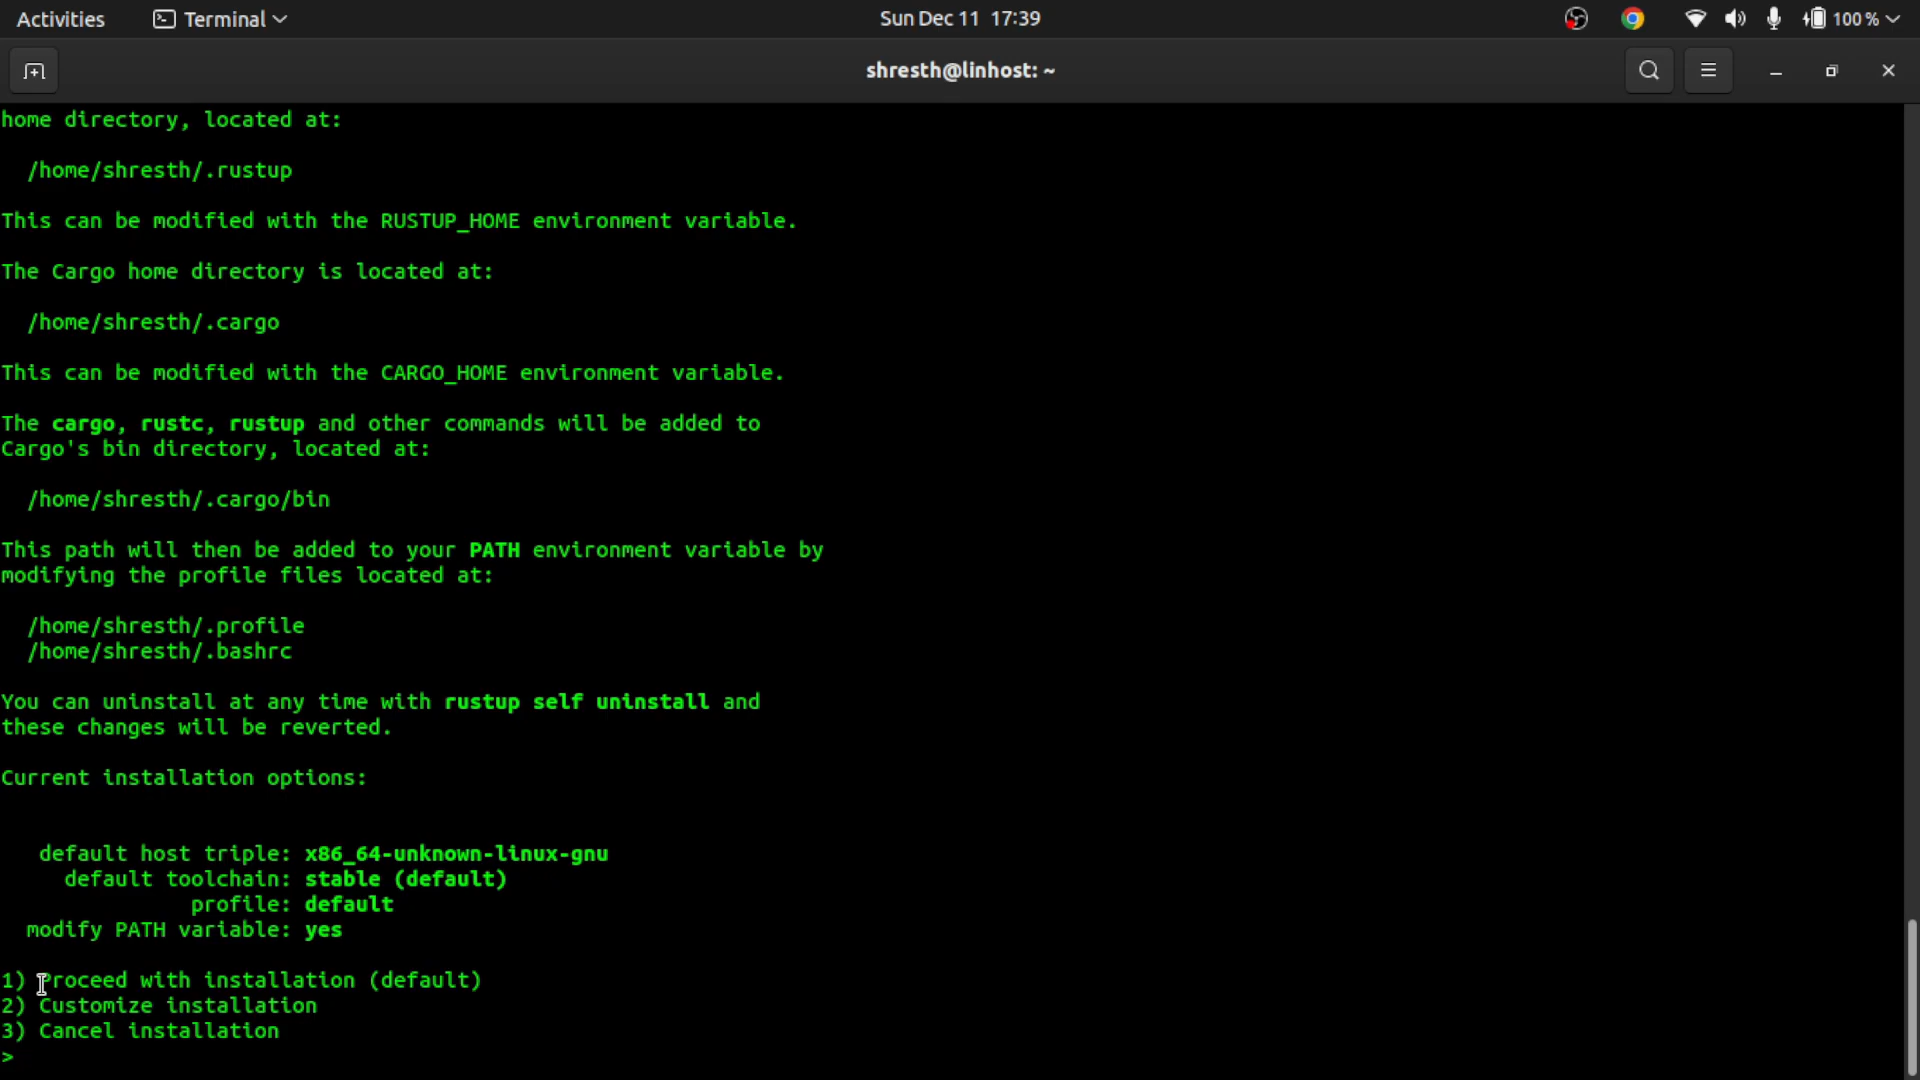 Activities Terminal Sun Dec 11 17:39 100 %
shresth@linhost: ~
home directory, located at:
/home/shresth/.rustup
This can be modified with the RUSTUP_HOME environment variable.
The Cargo home directory is located at:
/home/shresth/.cargo
This can be modified with the CARGO_HOME environment variable.
The cargo, rustc, rustup and other commands will be added to
Cargo's bin directory, located at:
/home/shresth/.cargo/bin
This path will then be added to your PATH environment variable by
modifying the profile files located at:
/home/shresth/.profile
/home/shresth/.bashrc
You can uninstall at any time with rustup self uninstall and
these changes will be reverted.
Current installation options:
default host triple: x86_64-unknown-linux-gnu
default toolchain: stable (default)
profile: default
modify PATH variable: yes
1) Proceed with installation (default)
2) Customize installation
3) Cancel installation
>